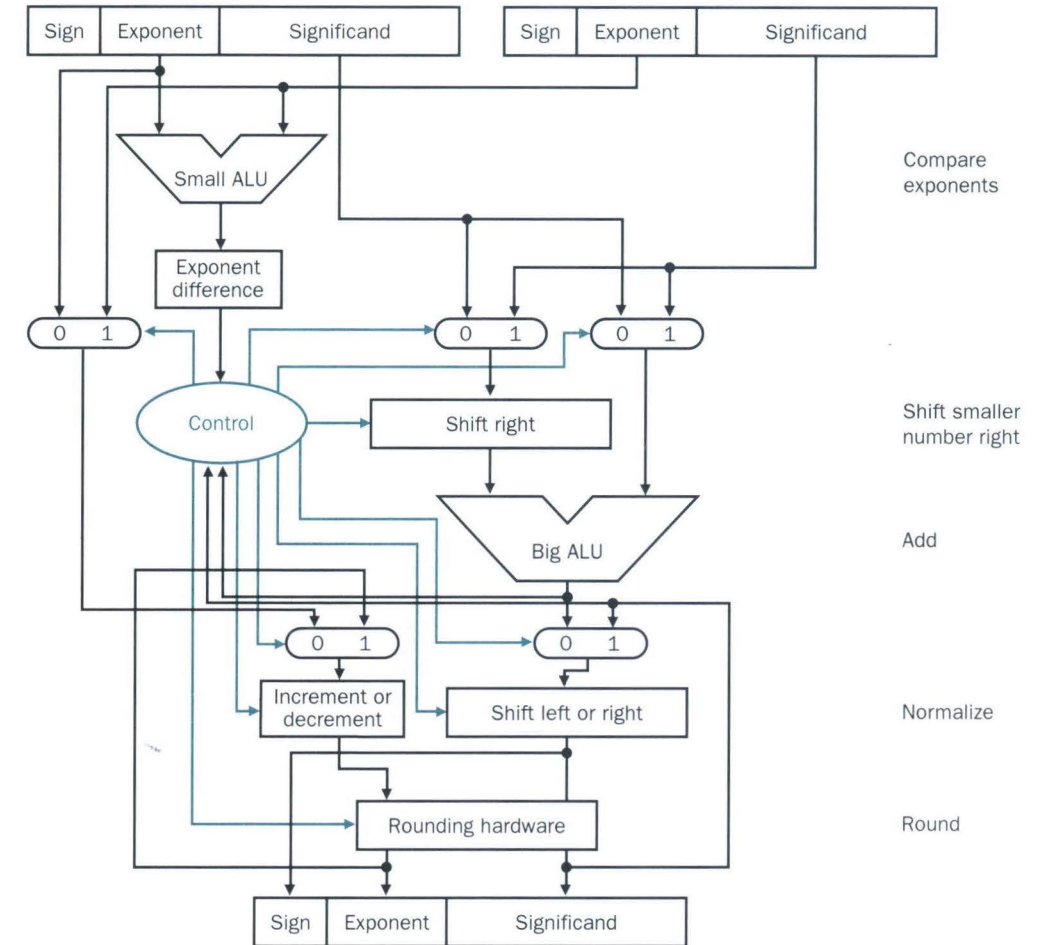 Sign Exponent Significand Sign Exponent Significand
Small ALU
Compare
exponents
Exponent
difference
0 1 0 1 0 1
Control
Shift right
Shift smaller
number right
Big ALU
Add
0 1 0 1
Increment or
decrement
Shift left or right
Normalize
Rounding hardware
Round
Sign Exponent Significand